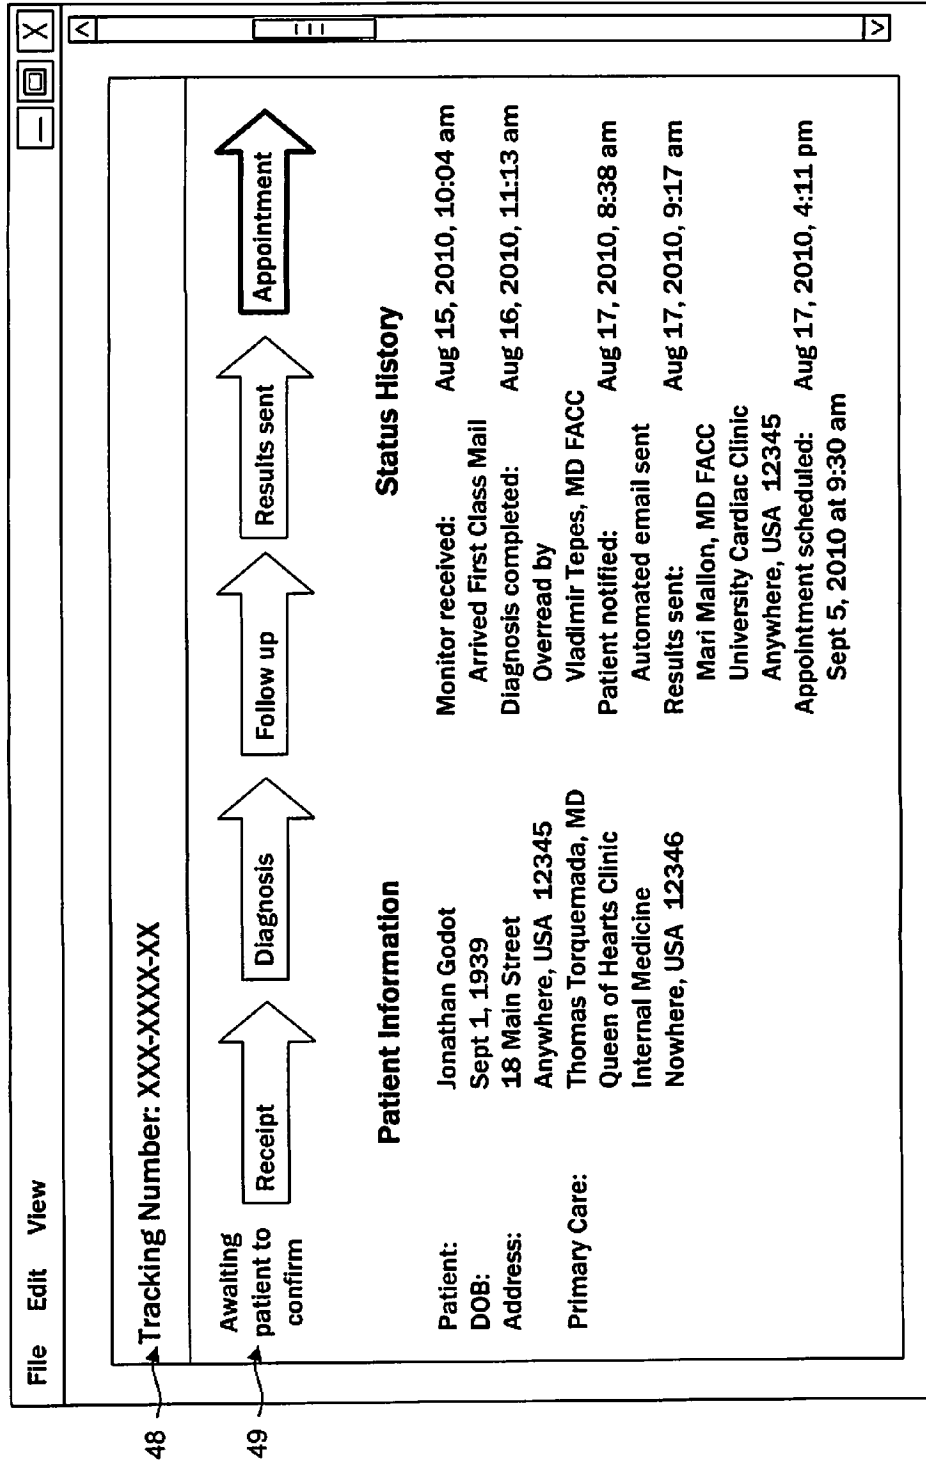 File Edit View
X
48
Tracking Number: XXX-XXXX-XX
49
Awaiting
patient to
confirm
Receipt
Diagnosis
Follow up
Results sent
Appointment
Patient Information
Patient: Jonathan Godot
DOB: Sept 1, 1939
Address: 18 Main Street
Anywhere, USA 12345
Primary Care: Thomas Torquemada, MD
Queen of Hearts Clinic
Internal Medicine
Nowhere, USA 12346
Status History
Monitor received: Aug 15, 2010, 10:04 am
Arrived First Class Mail
Diagnosis completed: Aug 16, 2010, 11:13 am
Overread by
Vladimir Tepes, MD FACC
Patient notified: Aug 17, 2010, 8:38 am
Automated email sent
Results sent: Aug 17, 2010, 9:17 am
Mari Mallon, MD FACC
University Cardiac Clinic
Anywhere, USA 12345
Appointment scheduled: Aug 17, 2010, 4:11 pm
Sept 5, 2010 at 9:30 am